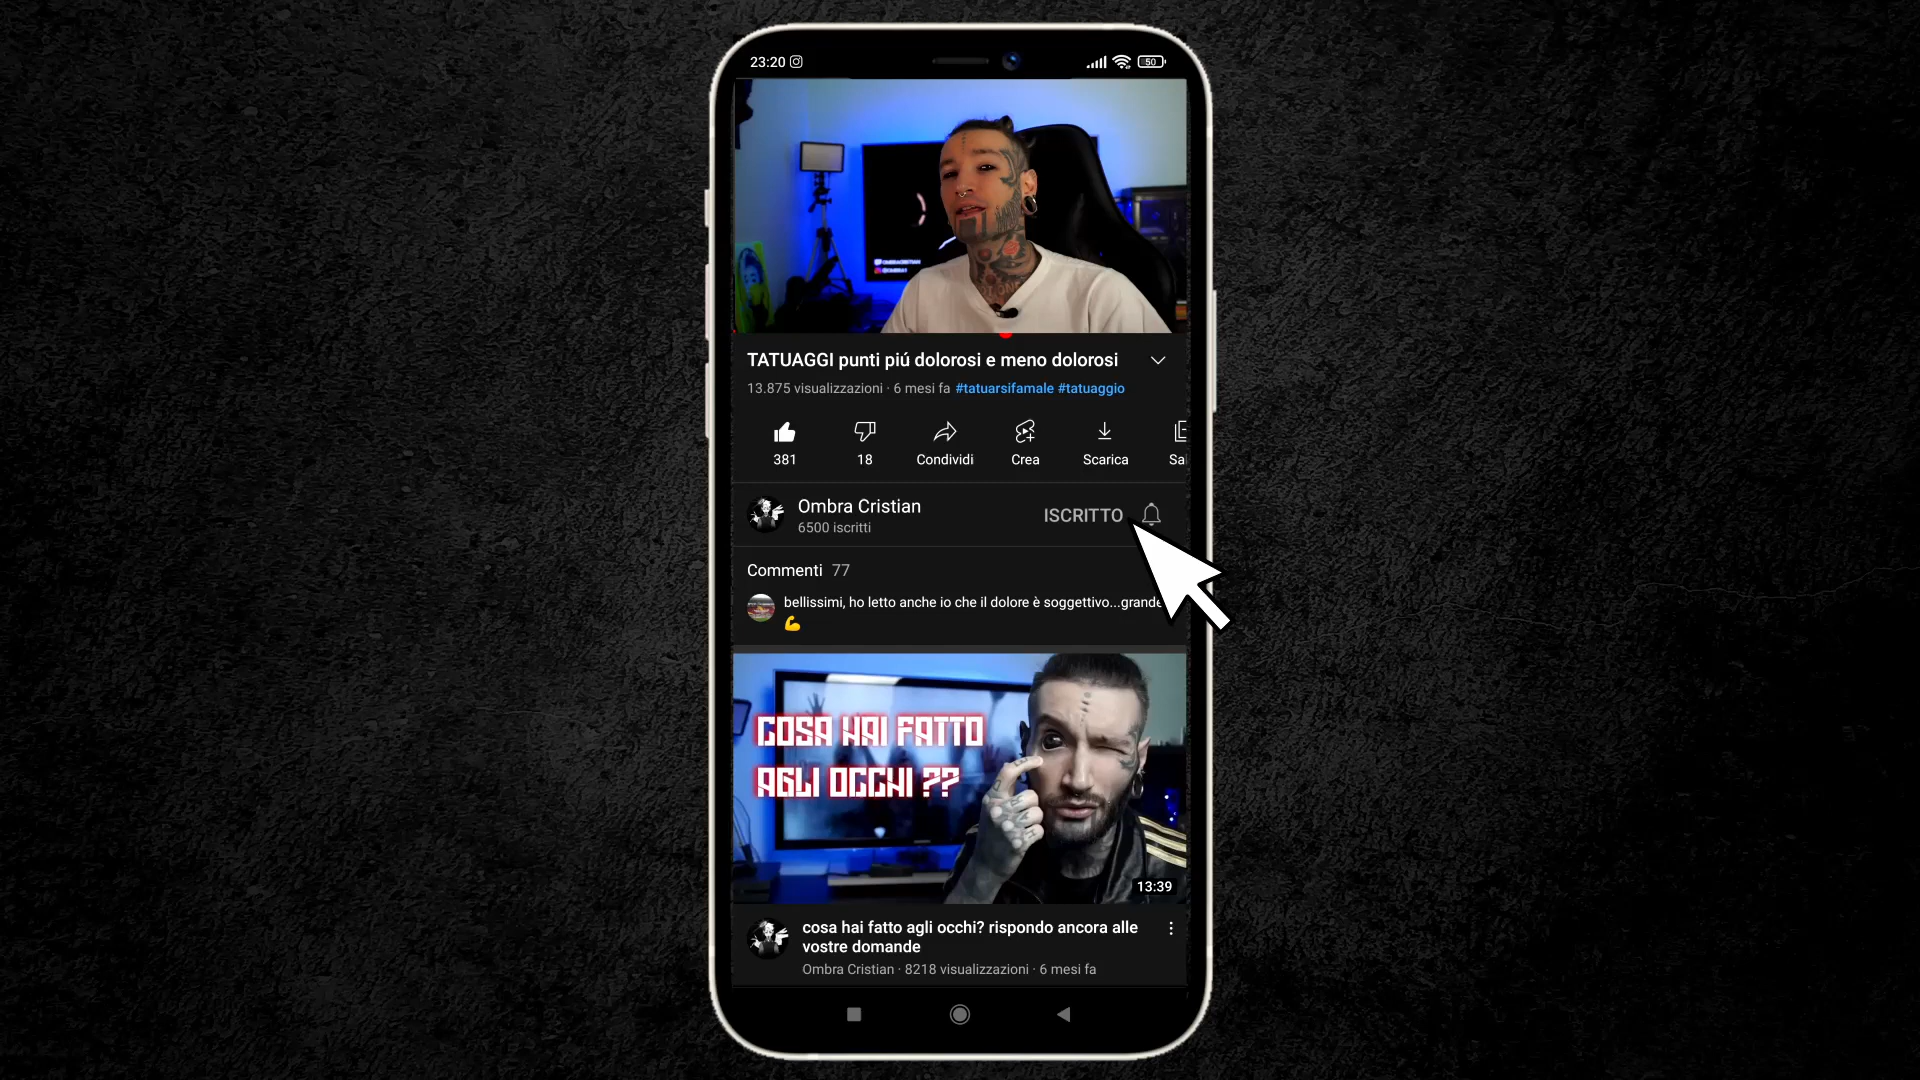 23:20
50
TATUAGGI punti piú dolorosi e meno dolorosi
13.875 visualizzazioni · 6 mesi fa #tatuarsifamale #tatuaggio
381
18
Condividi
Crea
Scarica
Sal
Ombra Cristian
6500 iscritti
ISCRITTO
Commenti 77
bellissimi, ho letto anche io che il dolore è soggettivo...grande
💪
COSA HAI FATTO
AGLI OCCHI ??
13:39
cosa hai fatto agli occhi? rispondo ancora alle
vostre domande
Ombra Cristian · 8218 visualizzazioni · 6 mesi fa